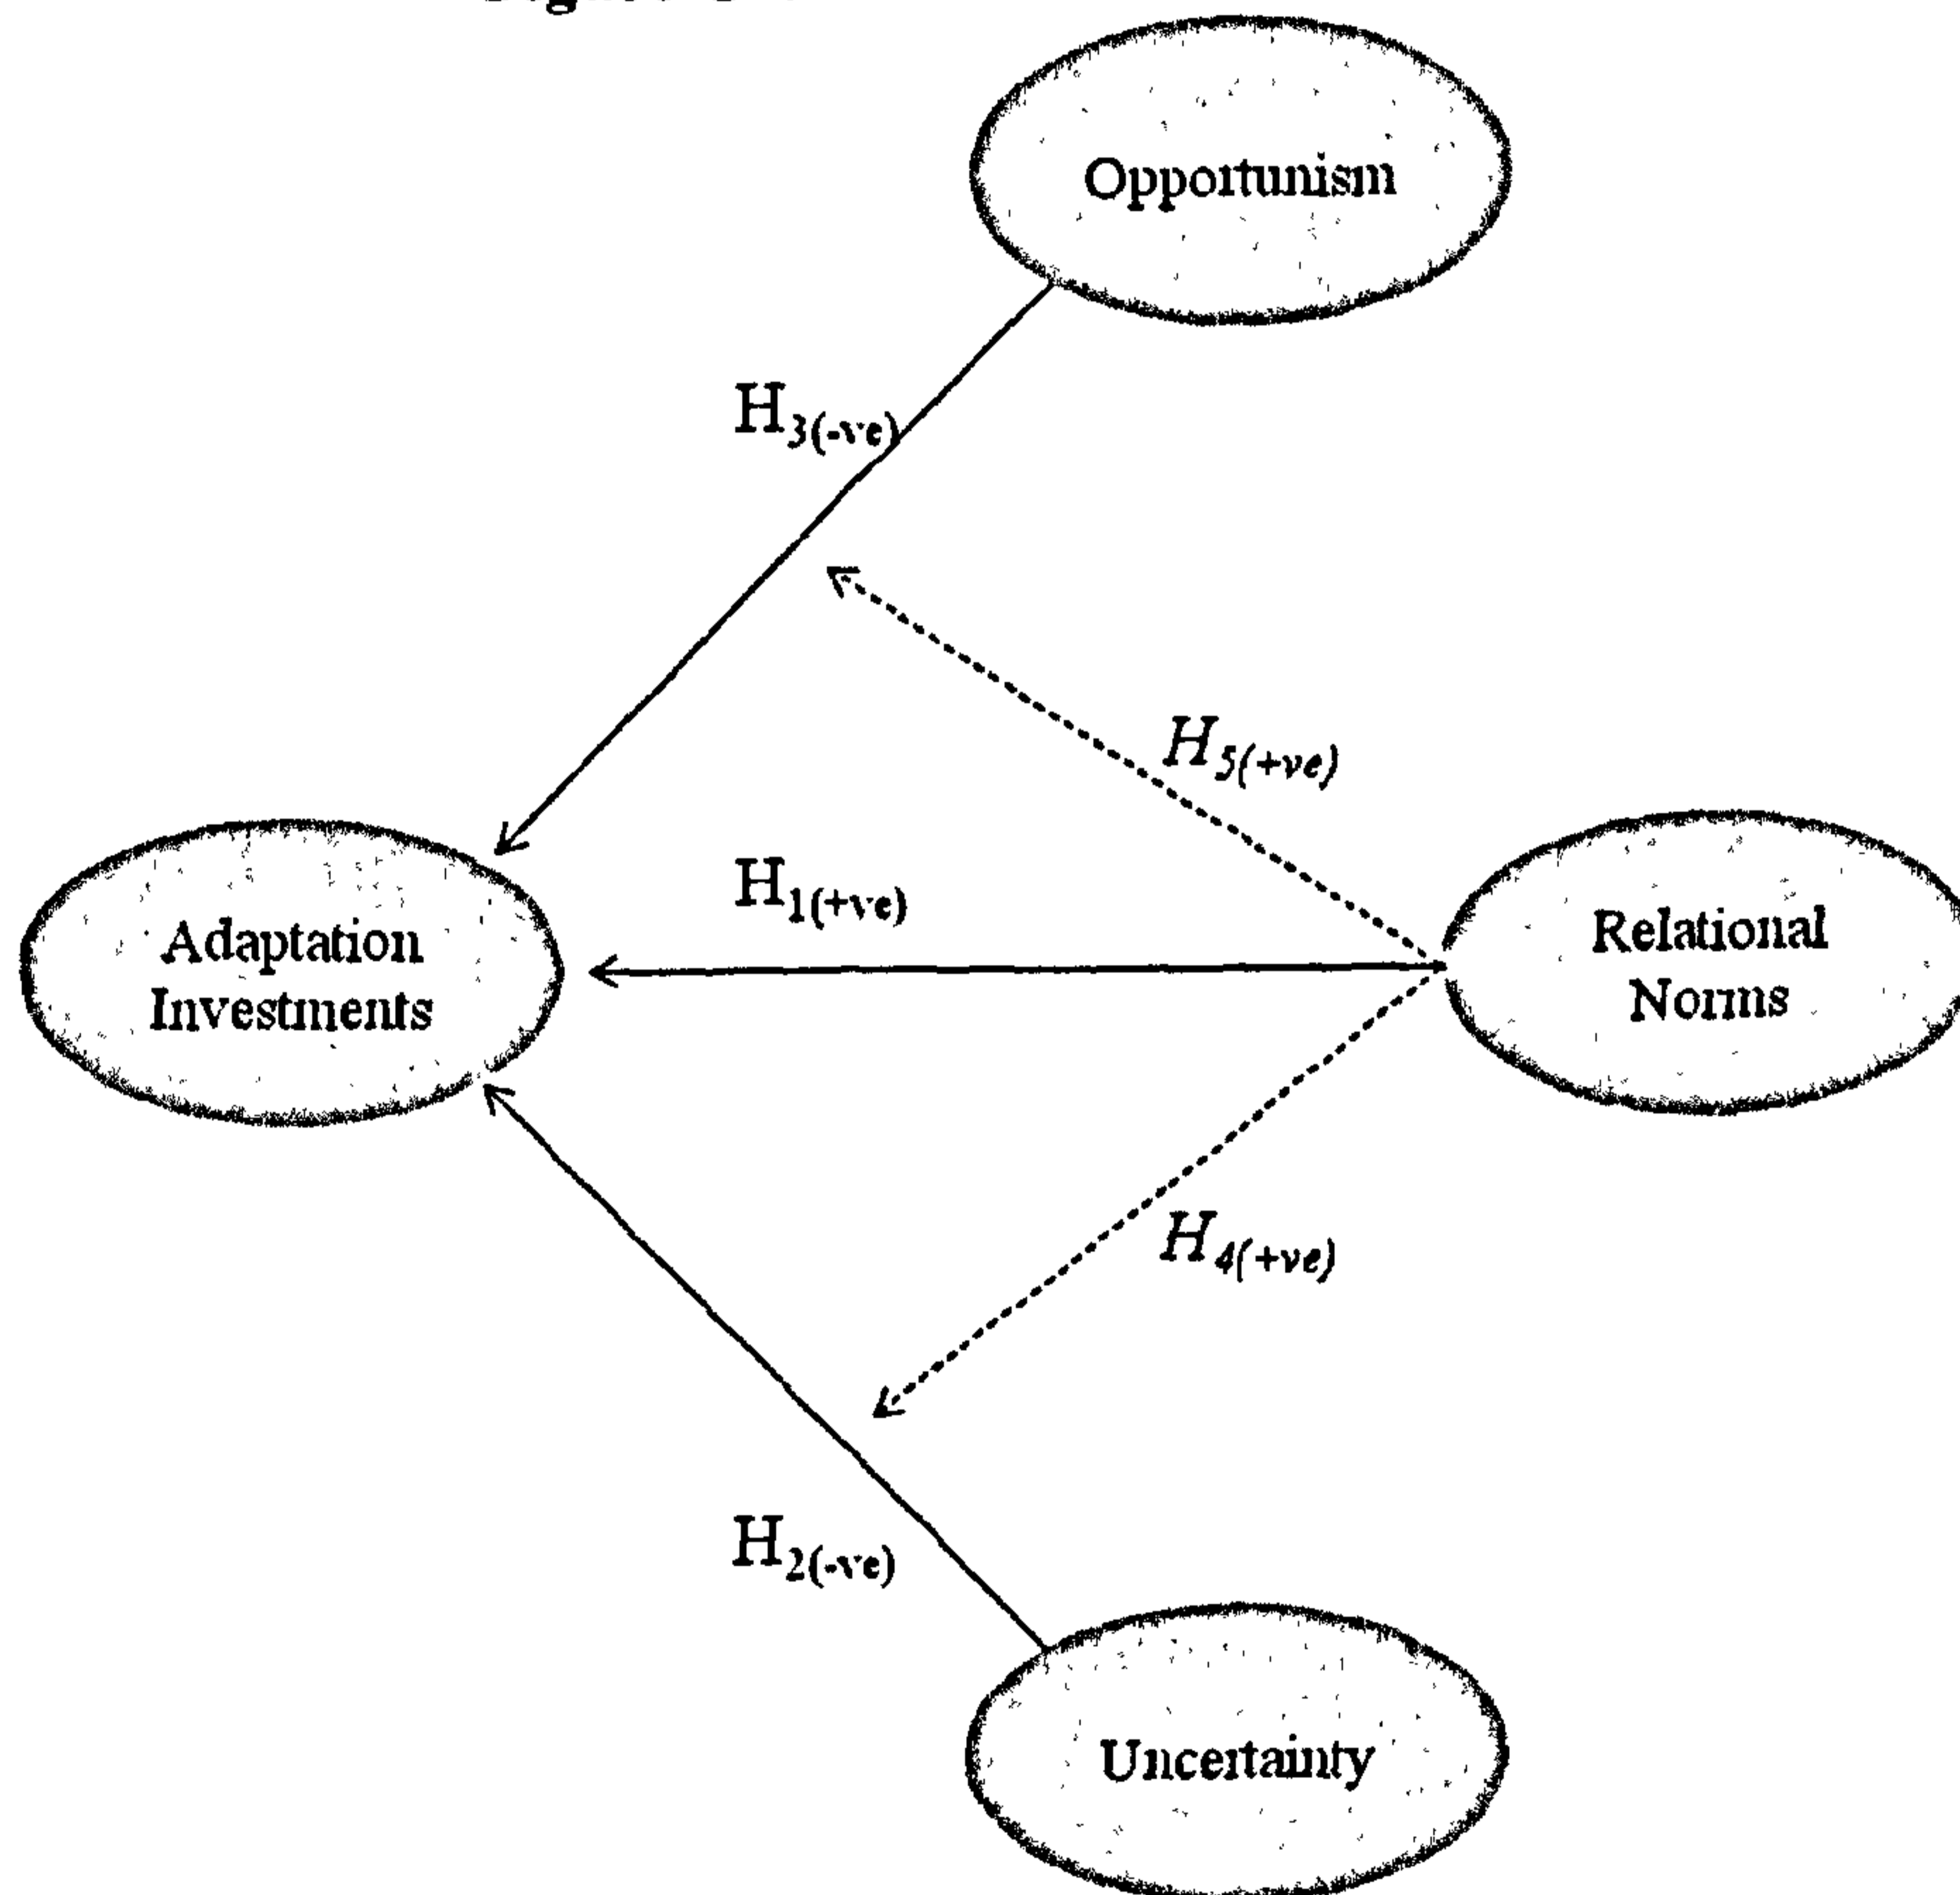 Opportunism
H3(-ve)
H5(+ve)
H1(+ve)
Adaptation
Investments
Relational
Norms
H4(+ve)
H2(-ve)
Uncertainty